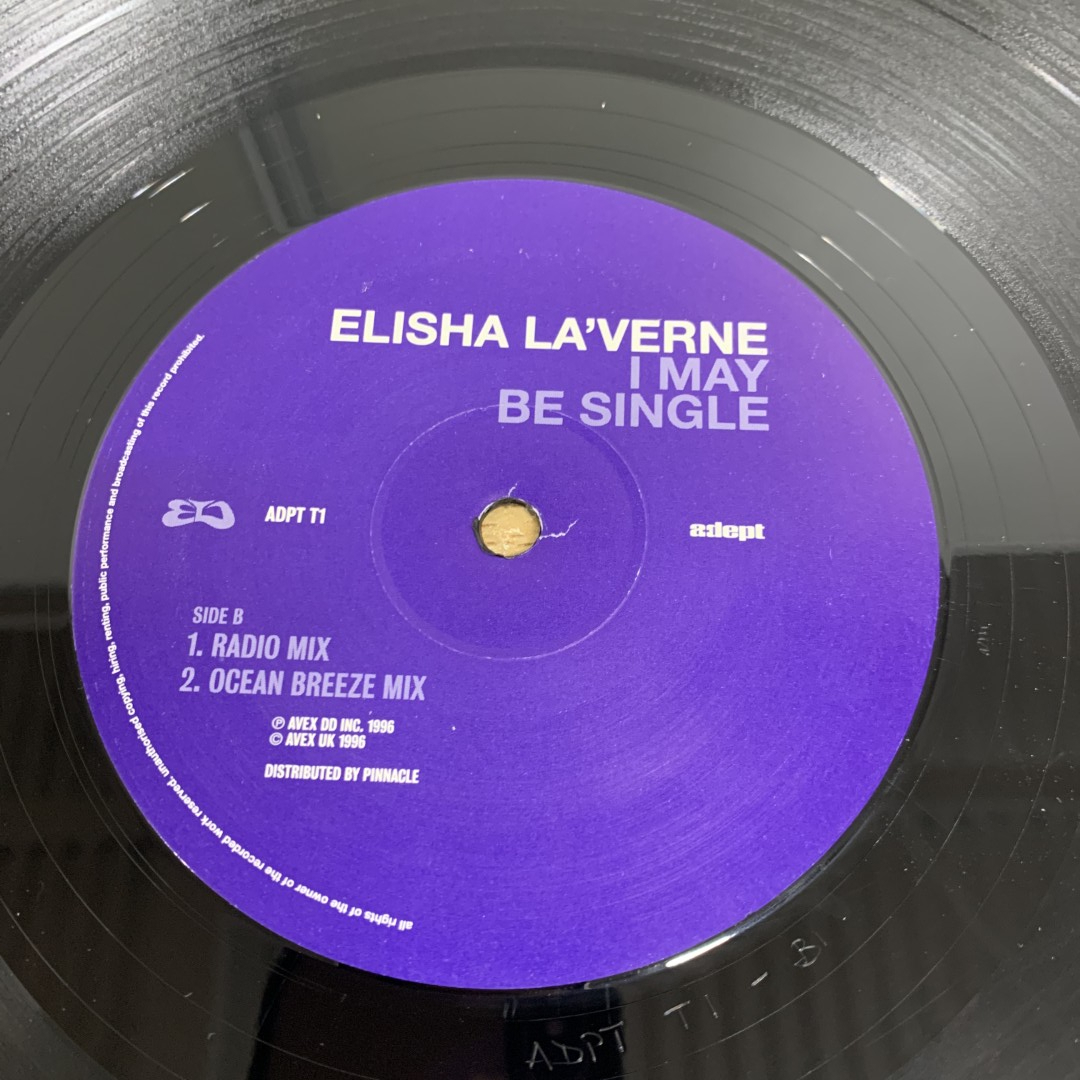 ELISHA LA'VERNE
I MAY
BE SINGLE
ADPT T1
adept
SIDE B
1. RADIO MIX
2. OCEAN BREEZE MIX
℗ AVEX DD INC. 1996
© AVEX UK 1996
DISTRIBUTED BY PINNACLE
all rights of the owner of the recorded work reserved. unauthorised copying, hiring, renting, public performance and broadcasting of this record prohibited.
ADPT T1 - B